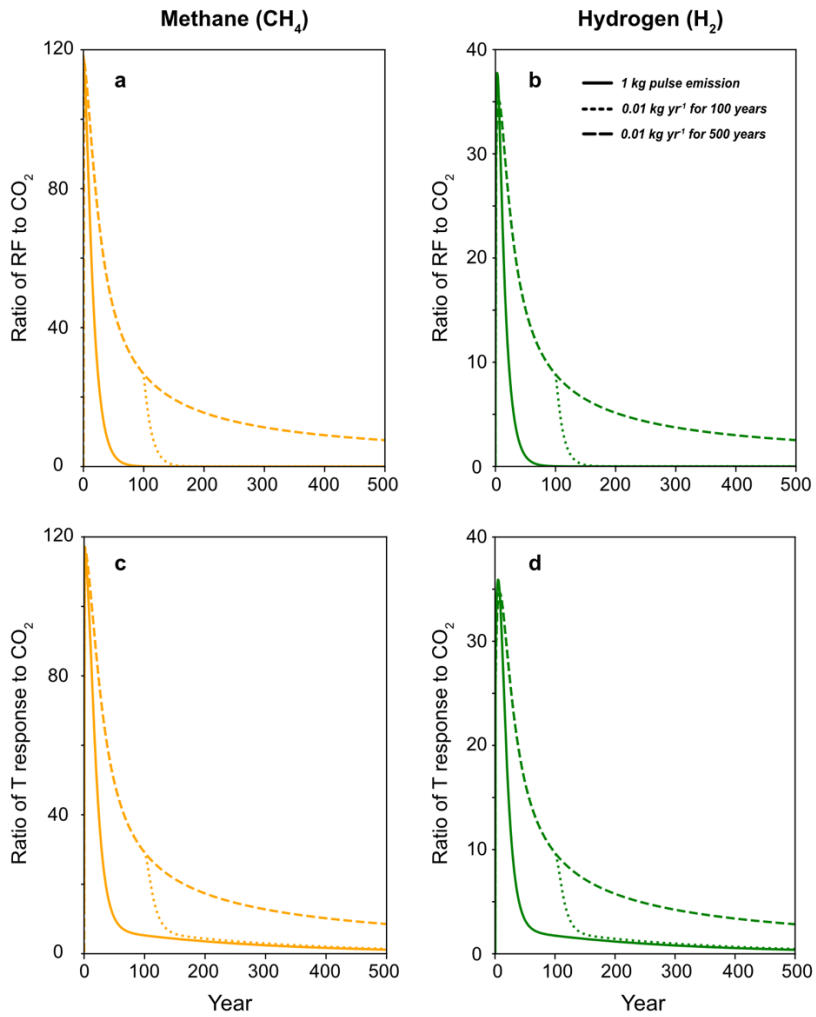 Methane (CH₄)
Hydrogen (H₂)
120
80
40
0
Ratio of RF to CO₂
a
0
100
200
300
400
500
40
30
20
10
0
Ratio of RF to CO₂
b
1 kg pulse emission
0.01 kg yr⁻¹ for 100 years
0.01 kg yr⁻¹ for 500 years
0
100
200
300
400
500
120
80
40
0
Ratio of T response to CO₂
c
0
100
200
300
400
500
Year
40
30
20
10
0
Ratio of T response to CO₂
d
0
100
200
300
400
500
Year